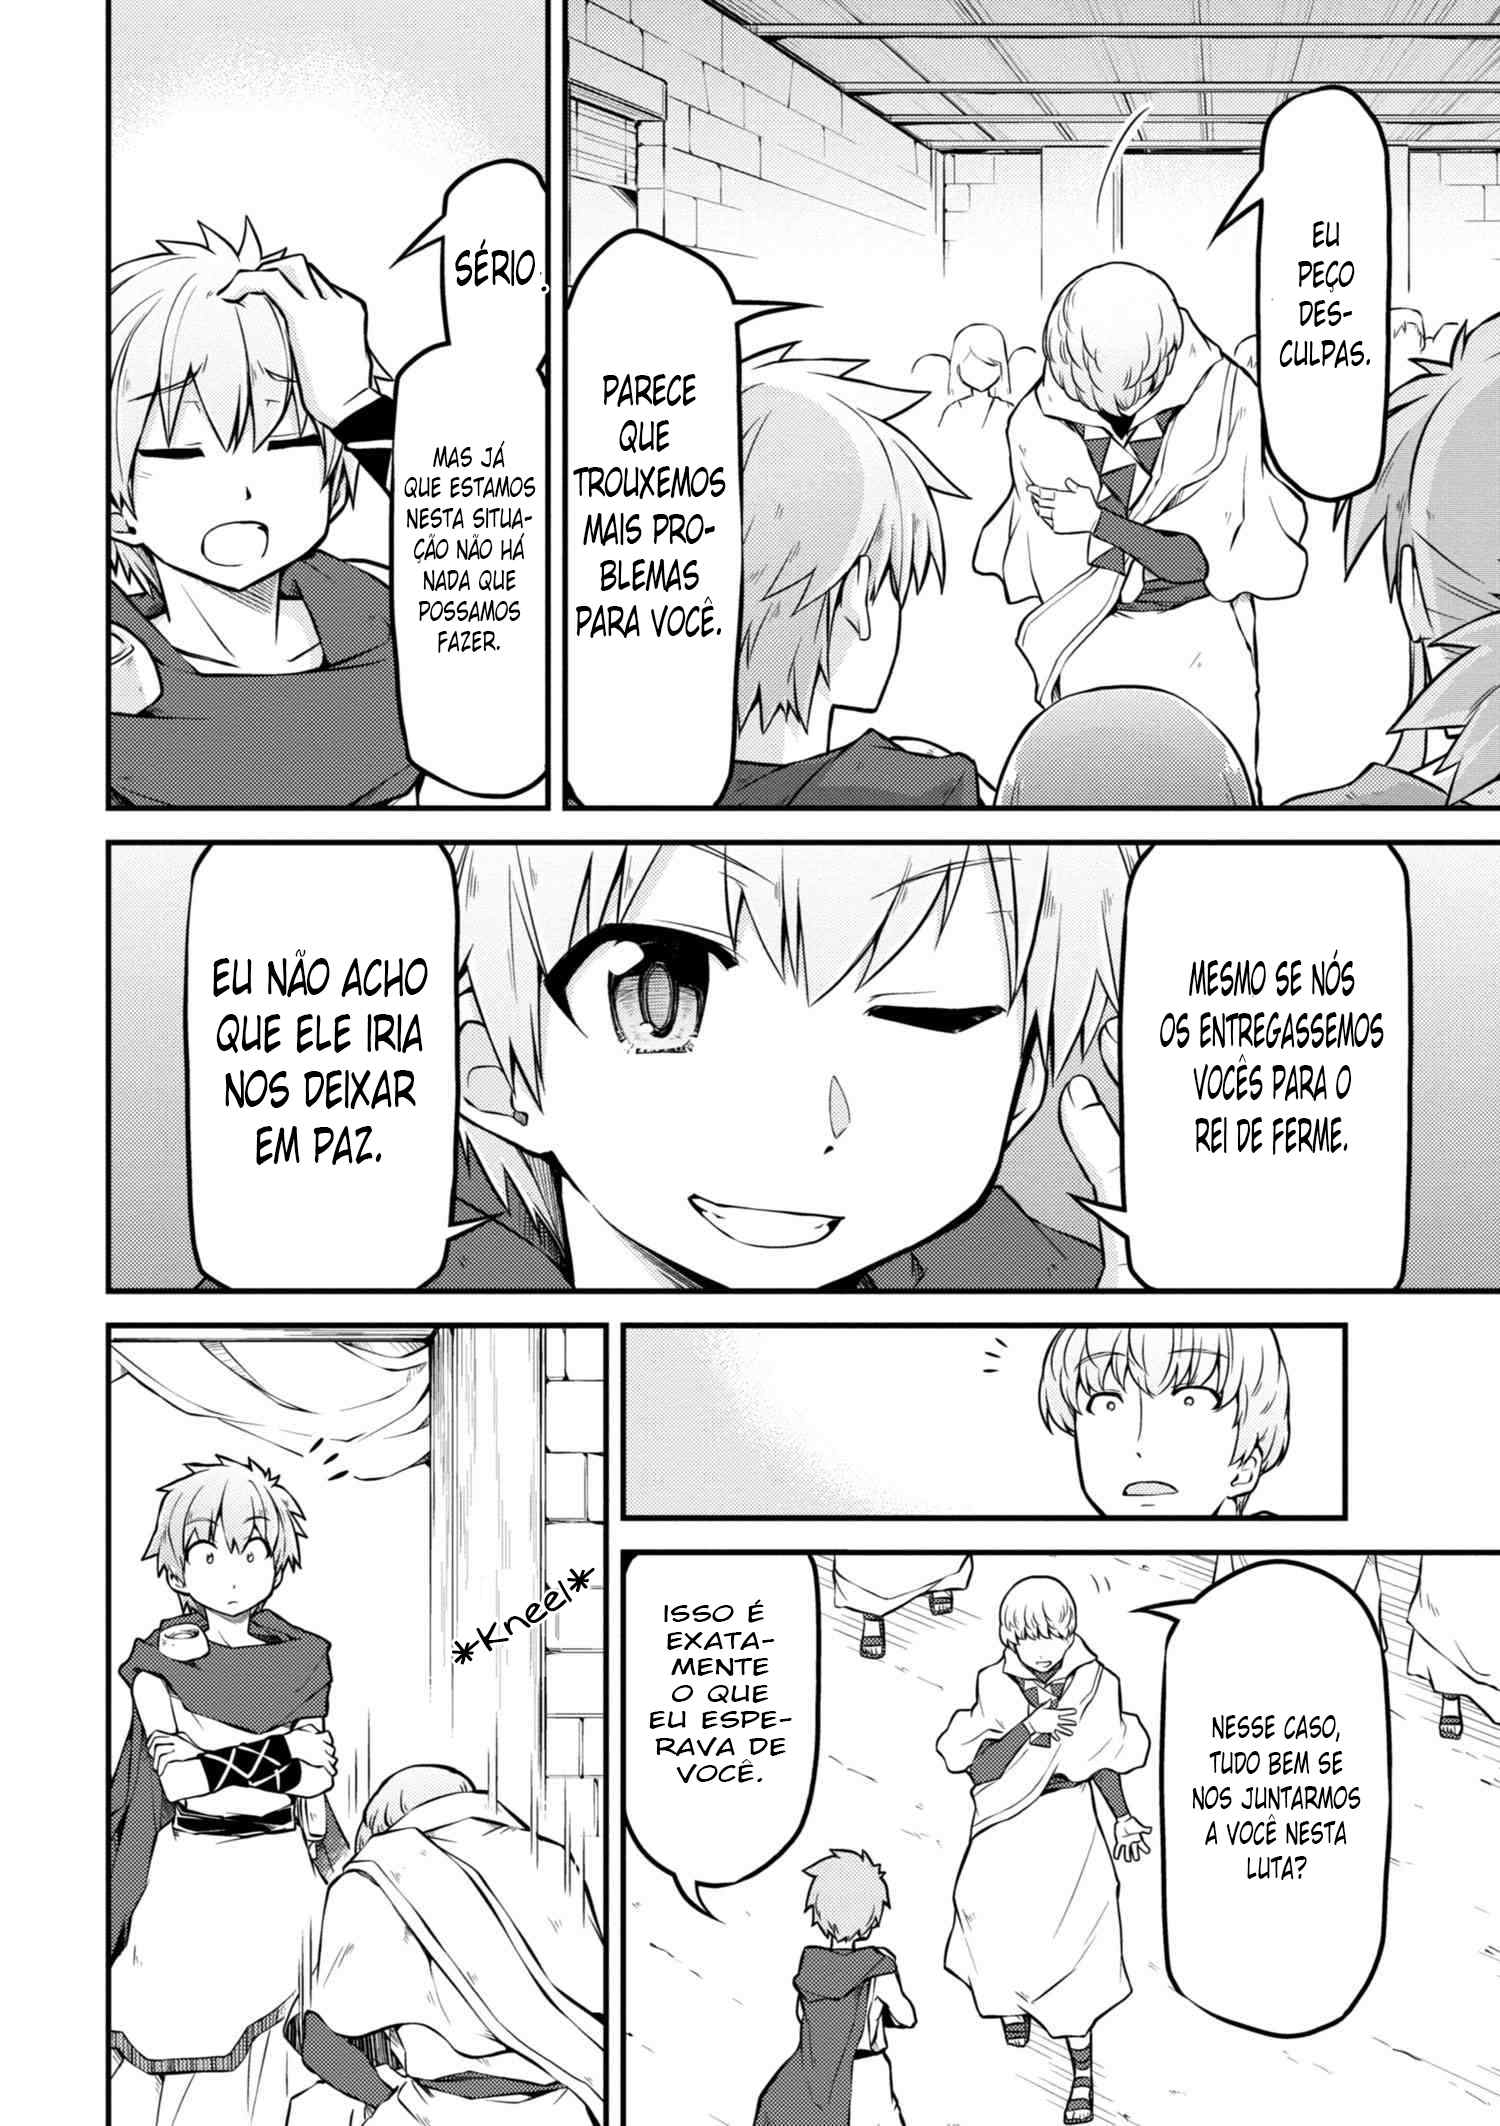 EU
PEÇO
DES-
CULPAS.
PARECE
QUE
TROUXEMOS
MAIS PRO-
BLEMAS
PARA VOCÊ.
SÉRIO.
MAS JÁ
QUE ESTAMOS
NESTA SITUA-
ÇÃO NÃO HÁ
NADA QUE
POSSAMOS
FAZER.
MESMO SE NÓS
OS ENTREGASSEMOS
VOCÊS PARA O
REI DE FERME.
EU NÃO ACHO
QUE ELE IRIA
NOS DEIXAR
EM PAZ.
NESSE CASO,
TUDO BEM SE
NOS JUNTARMOS
A VOCÊ NESTA
LUTA?
ISSO É
EXATA-
MENTE
O QUE
EU ESPE-
RAVA DE
VOCÊ.
*Kneel*